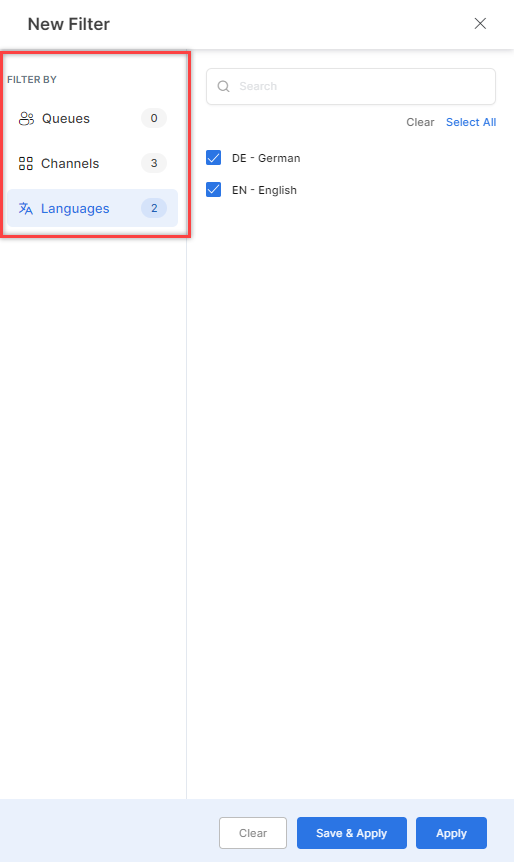 New Filter
FILTER BY
Queues 0
Channels 3
Languages 2
Search
Clear Select All
DE - German
EN - English
Clear Save & Apply Apply